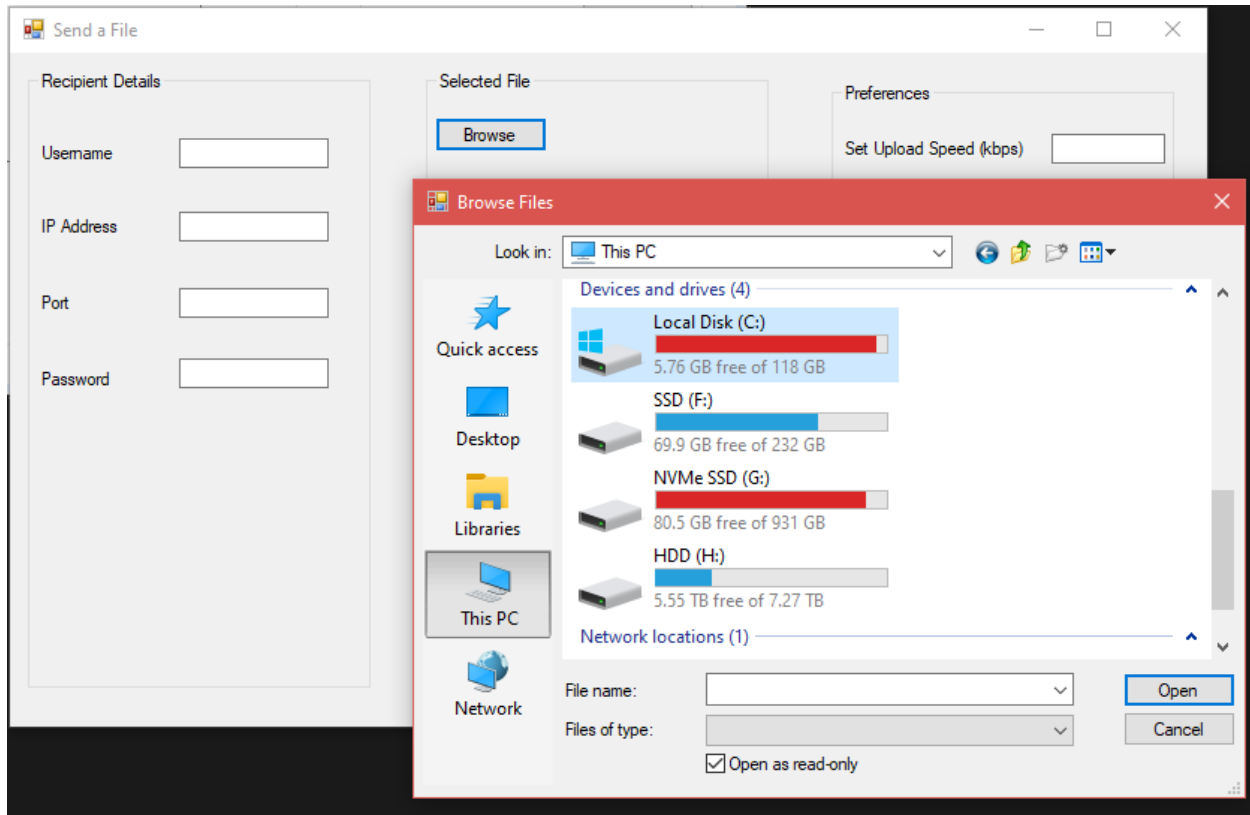 Send a File
Recipient Details
Username
IP Address
Port
Password
Selected File
Browse
Preferences
Set Upload Speed (kbps)
Browse Files
Look in:
This PC
Quick access
Desktop
Libraries
This PC
Network
Devices and drives (4)
Local Disk (C:)
5.76 GB free of 118 GB
SSD (F:)
69.9 GB free of 232 GB
NVMe SSD (G:)
80.5 GB free of 931 GB
HDD (H:)
5.55 TB free of 7.27 TB
Network locations (1)
File name:
Open
Files of type:
Cancel
Open as read-only